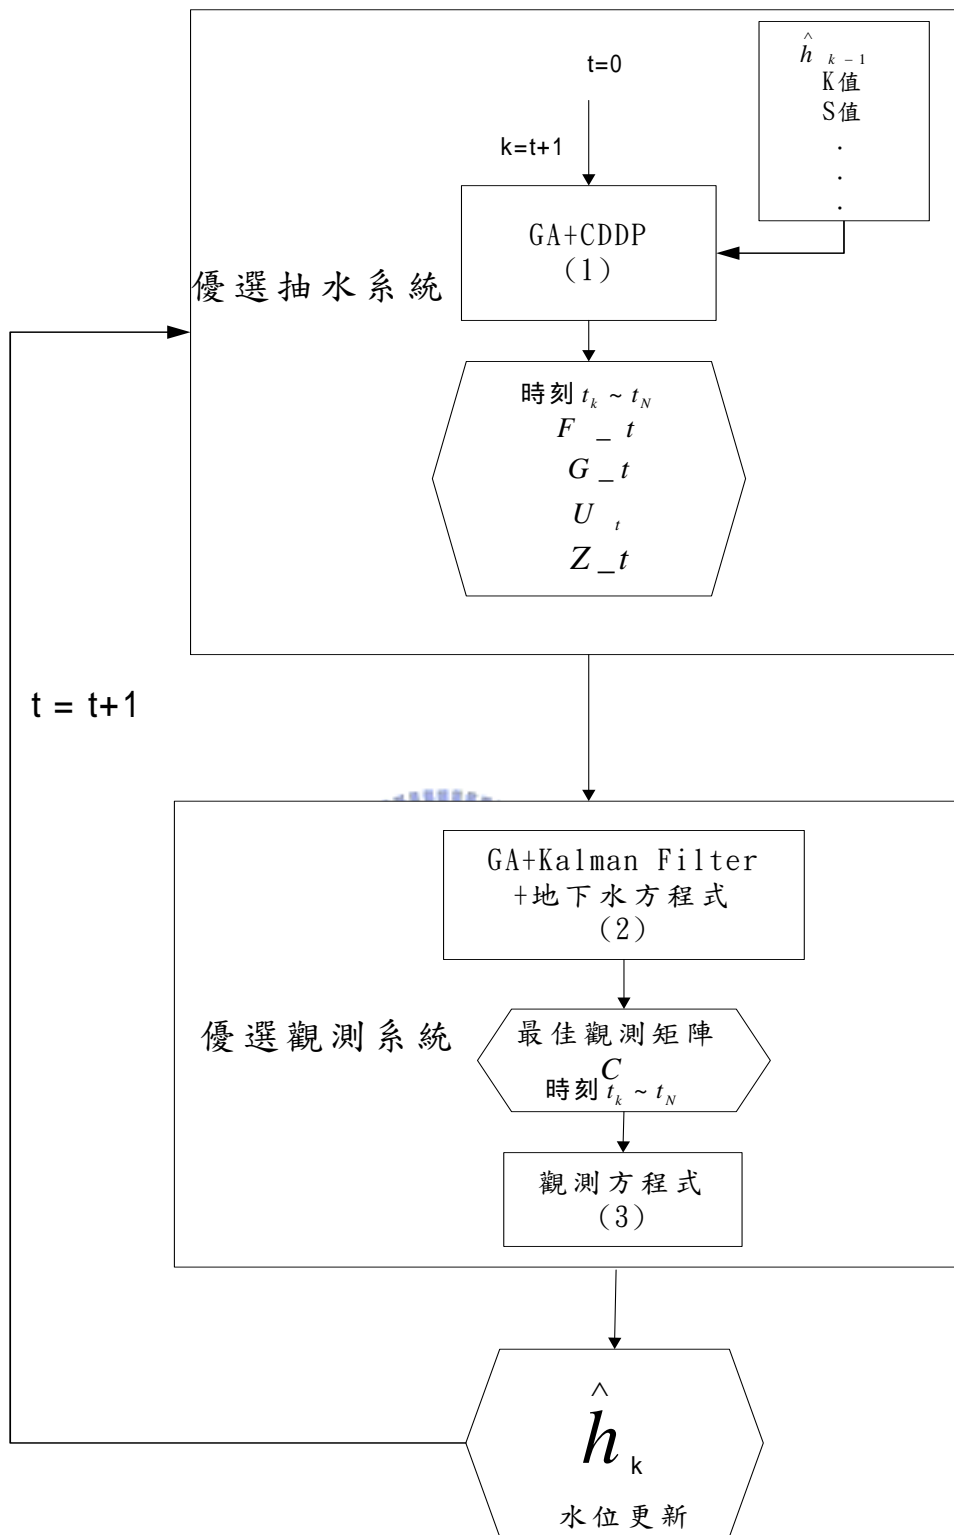 t=0
k=t+1
^
h k-1
K值
S值
.
.
.
GA+CDDP
(1)
優選抽水系統
時刻 t_k ~ t_N
F _ t
G _ t
U t
Z _ t
t = t+1
GA+Kalman Filter
+地下水方程式
(2)
優選觀測系統
最佳觀測矩陣
C
時刻 t_k ~ t_N
觀測方程式
(3)
^
h k
水位更新